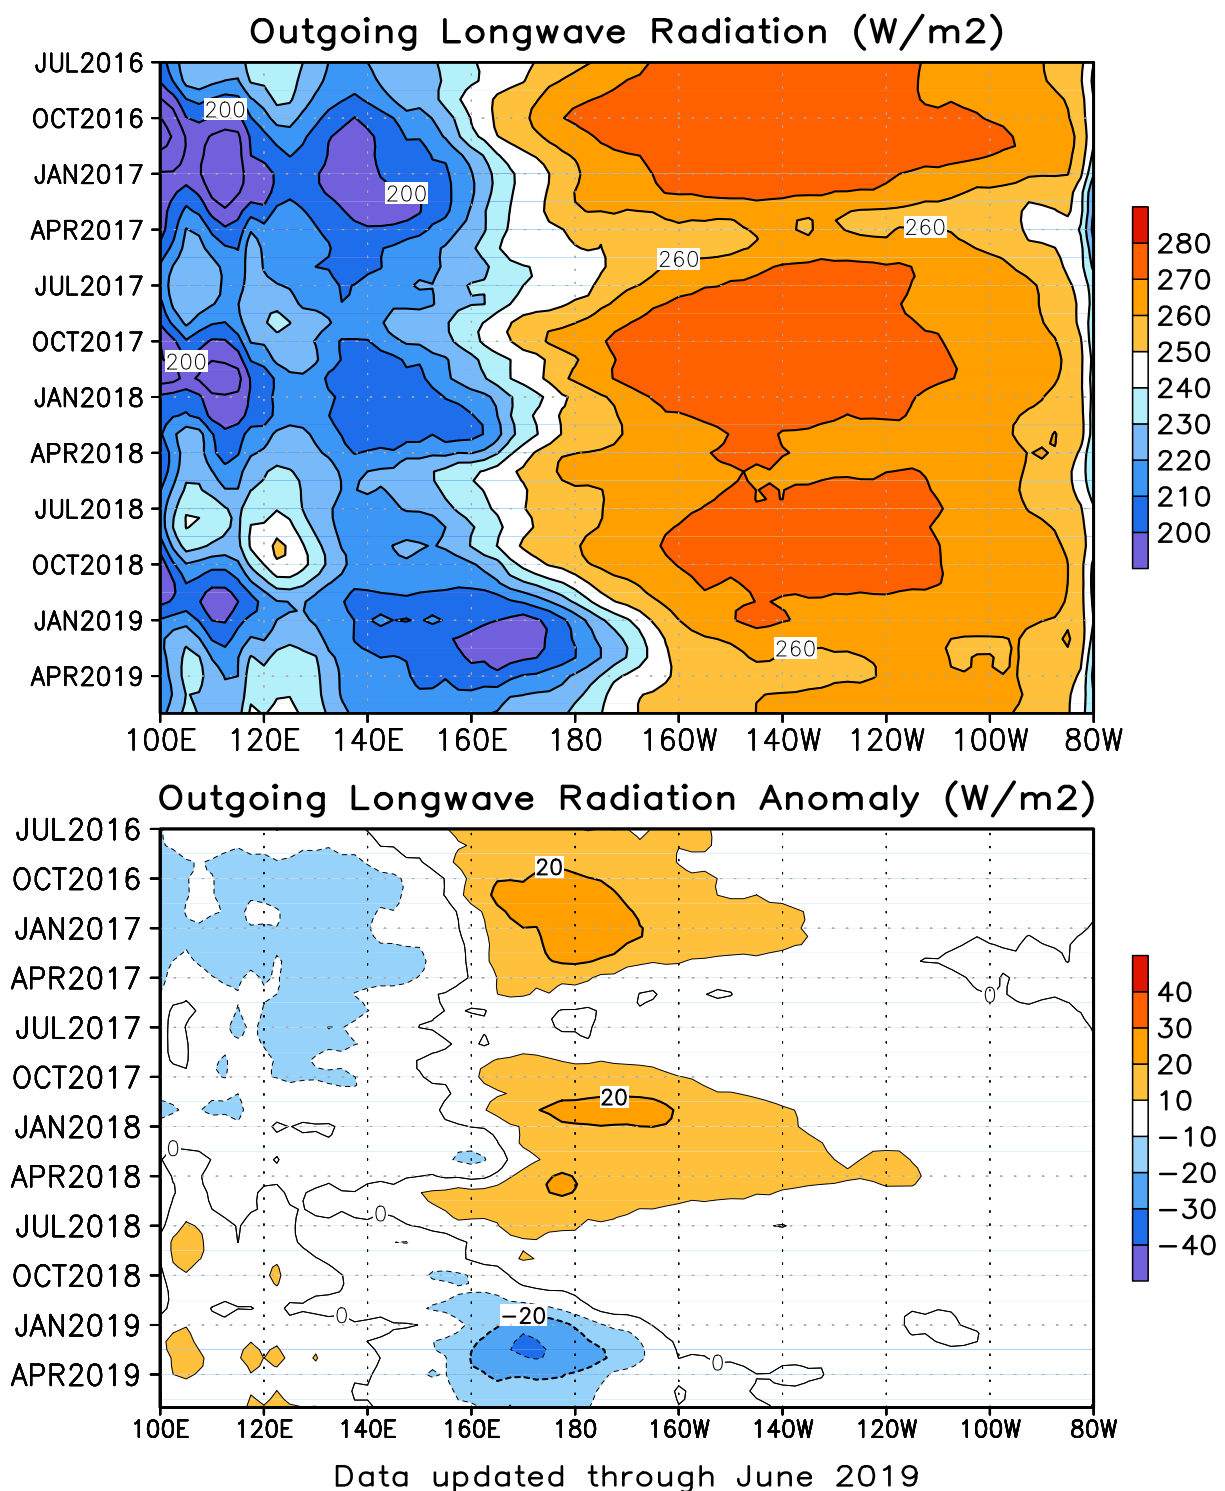 Outgoing Longwave Radiation (W/m2)
JUL2016
OCT2016
JAN2017
APR2017
JUL2017
OCT2017
JAN2018
APR2018
JUL2018
OCT2018
JAN2019
APR2019
200
200
260
260
200
260
100E 120E 140E 160E 180 160W 140W 120W 100W 80W
280
270
260
250
240
230
220
210
200
Outgoing Longwave Radiation Anomaly (W/m2)
JUL2016
OCT2016
JAN2017
APR2017
JUL2017
OCT2017
JAN2018
APR2018
JUL2018
OCT2018
JAN2019
APR2019
20
0
20
0
0
0
-20
0
100E 120E 140E 160E 180 160W 140W 120W 100W 80W
40
30
20
10
-10
-20
-30
-40
Data updated through June 2019